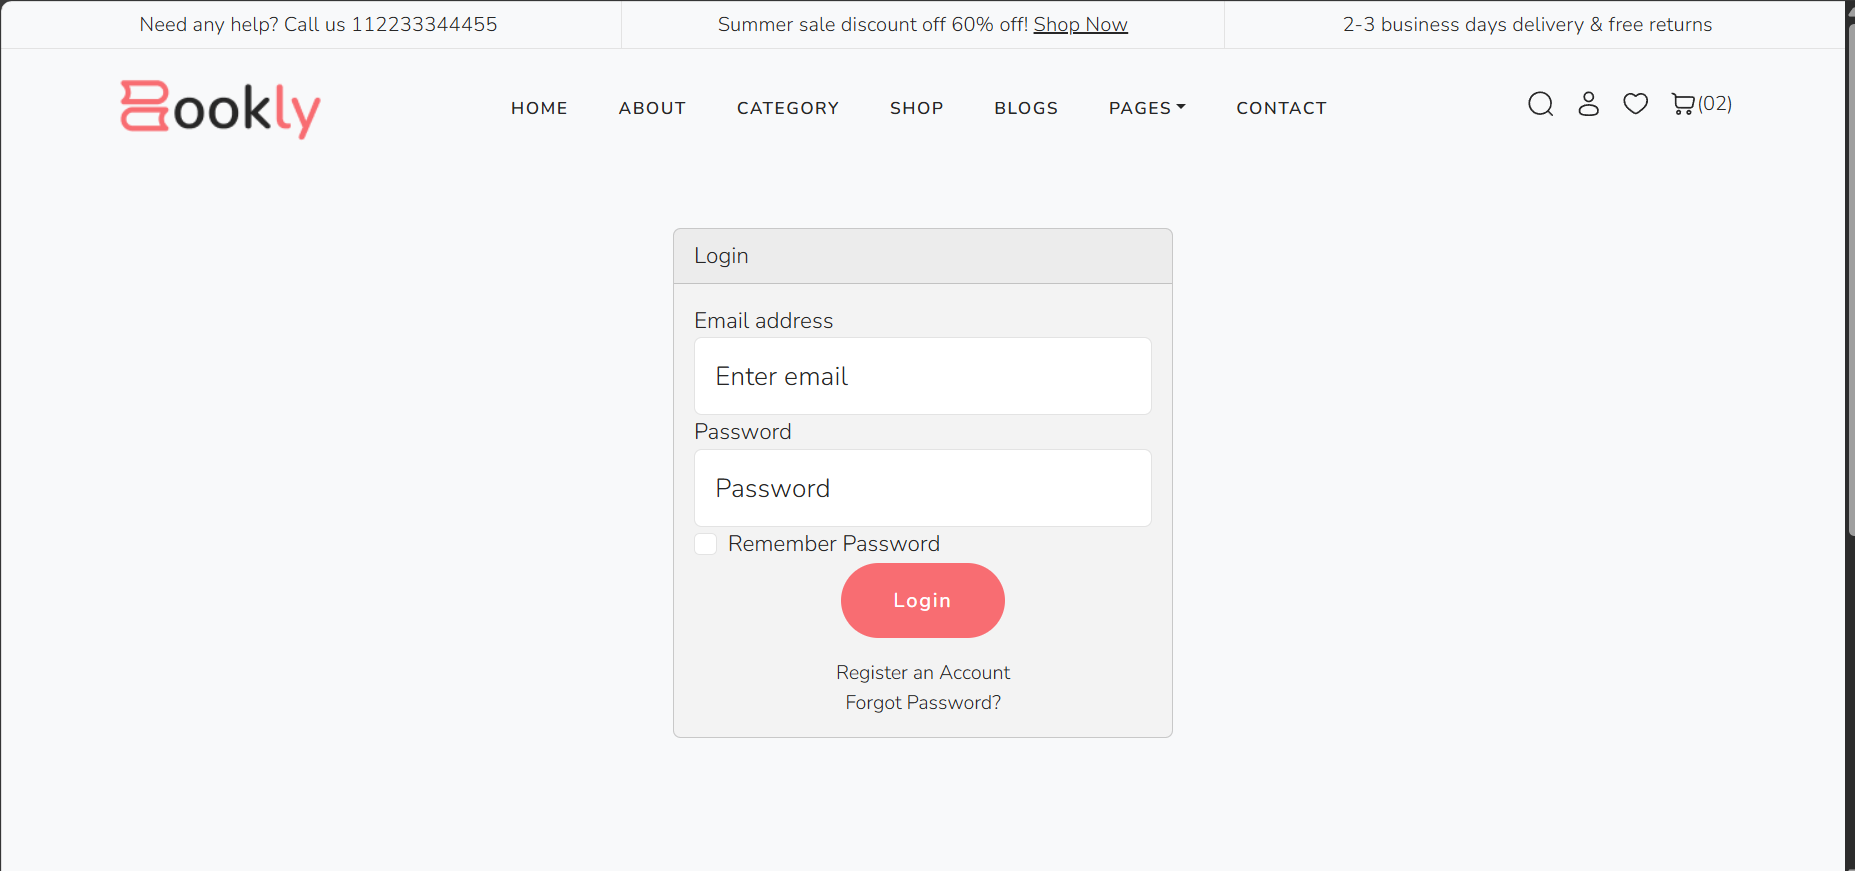 Need any help? Call us 112233344455
Summer sale discount off 60% off! Shop Now
2-3 business days delivery & free returns
Bookly
HOME ABOUT CATEGORY SHOP BLOGS PAGES CONTACT
(02)
Login
Email address
Enter email
Password
Password
Remember Password
Login
Register an Account
Forgot Password?